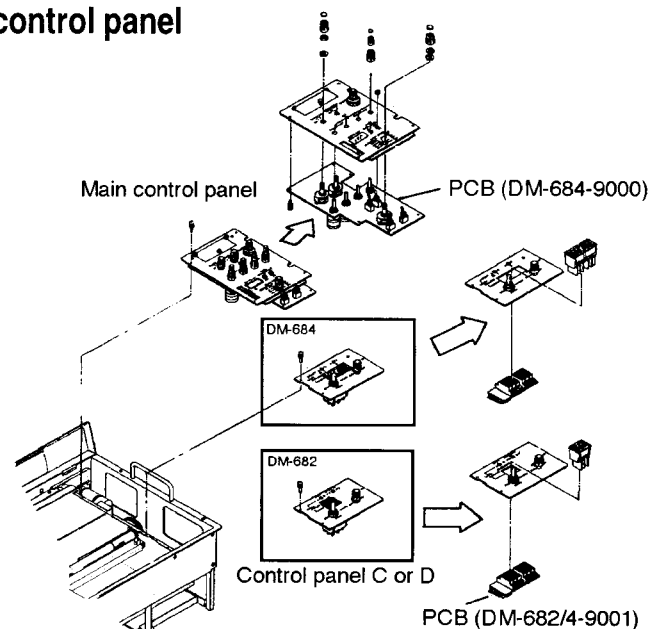 control panel
Main control panel
PCB (DM-684-9000)
DM-684
DM-682
Control panel C or D
PCB (DM-682/4-9001)